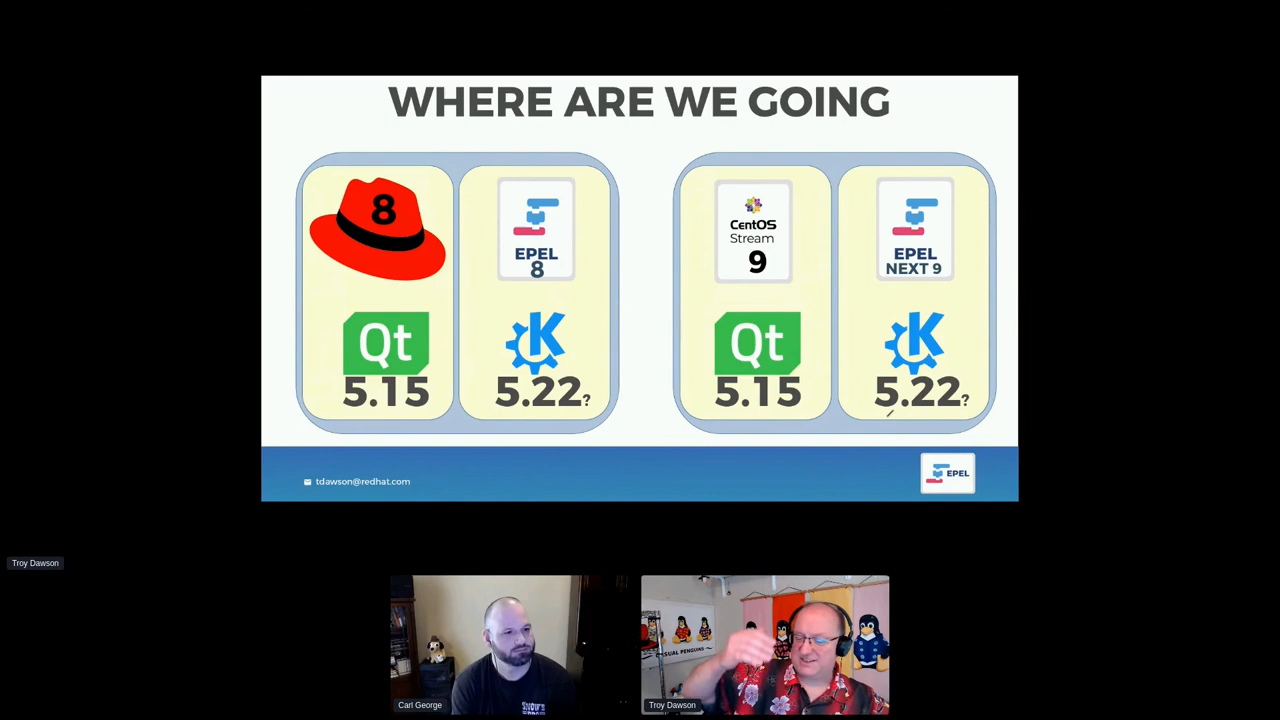 WHERE ARE WE GOING
8
EPEL
8
CentOS
Stream
9
EPEL
NEXT 9
Qt
5.15
K
5.22?
Qt
5.15
K
5.22?
tdawson@redhat.com
EPEL
Troy Dawson
Carl George
Troy Dawson